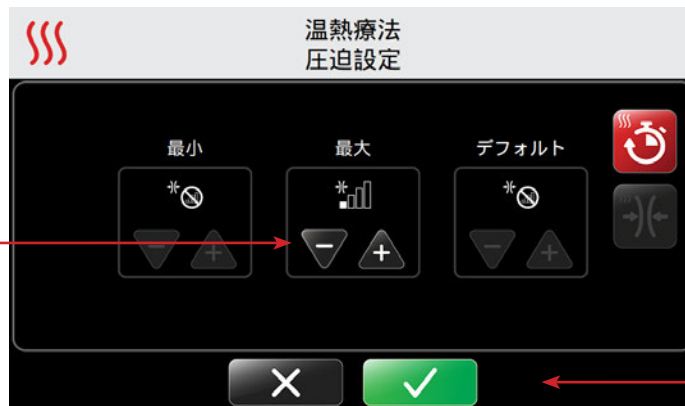 温熱療法
圧迫設定
最小
最大
デフォルト